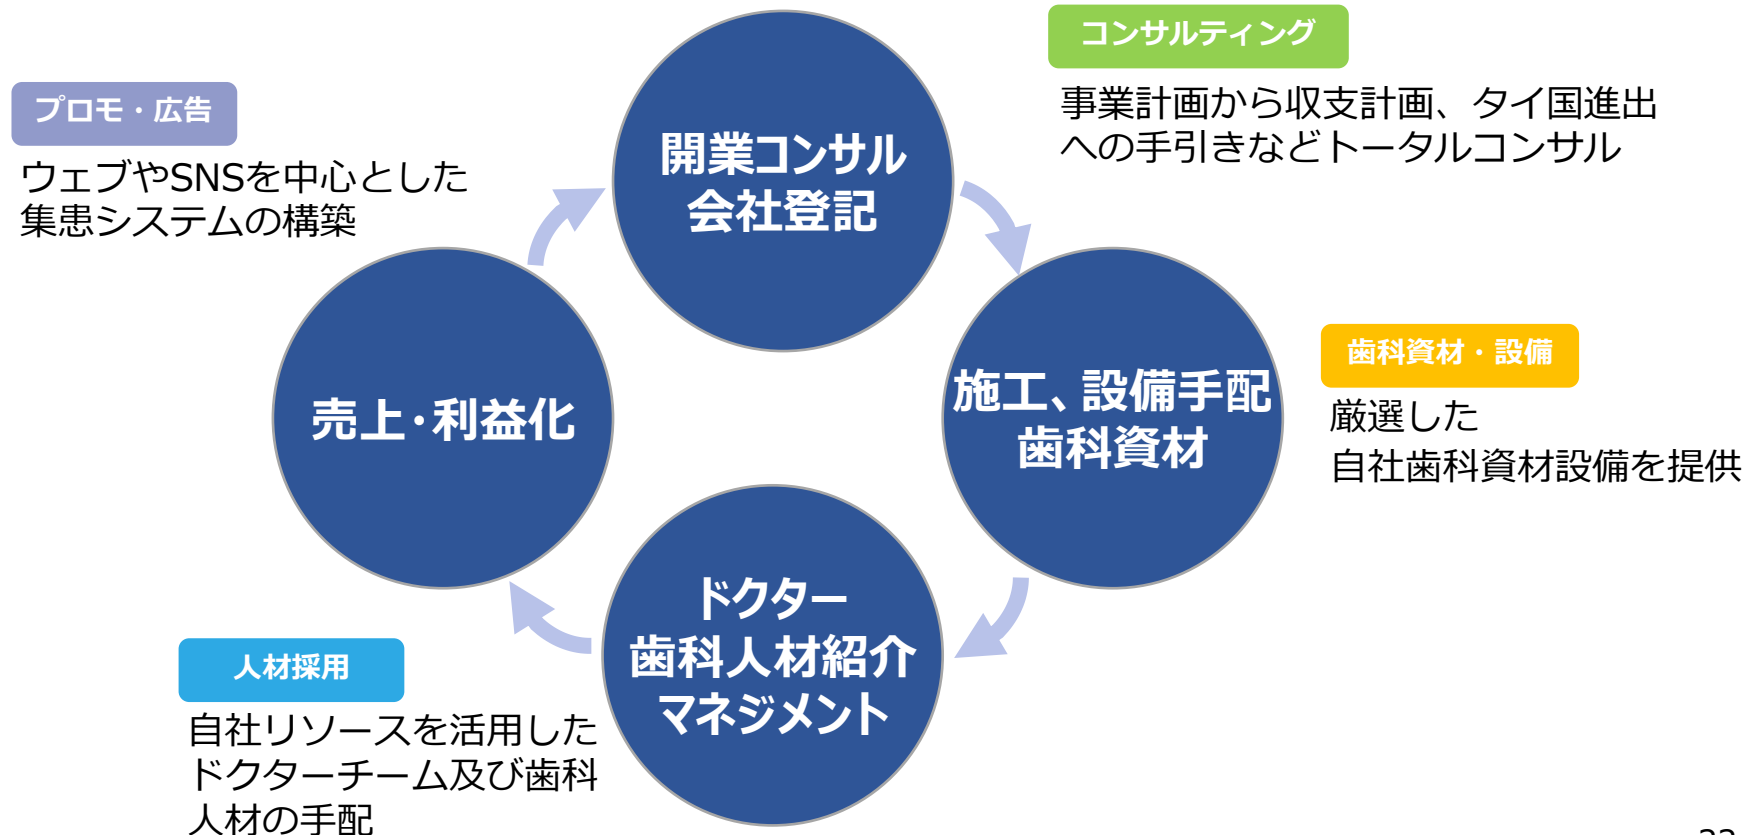 コンサルティング
事業計画から収支計画、タイ国進出
への手引きなどトータルコンサル
プロモ・広告
ウェブやSNSを中心とした
集患システムの構築
開業コンサル
会社登記
歯科資材・設備
厳選した
自社歯科資材設備を提供
施工、設備手配
歯科資材
売上・利益化
ドクター
歯科人材紹介
マネジメント
人材採用
自社リソースを活用した
ドクターチーム及び歯科
人材の手配